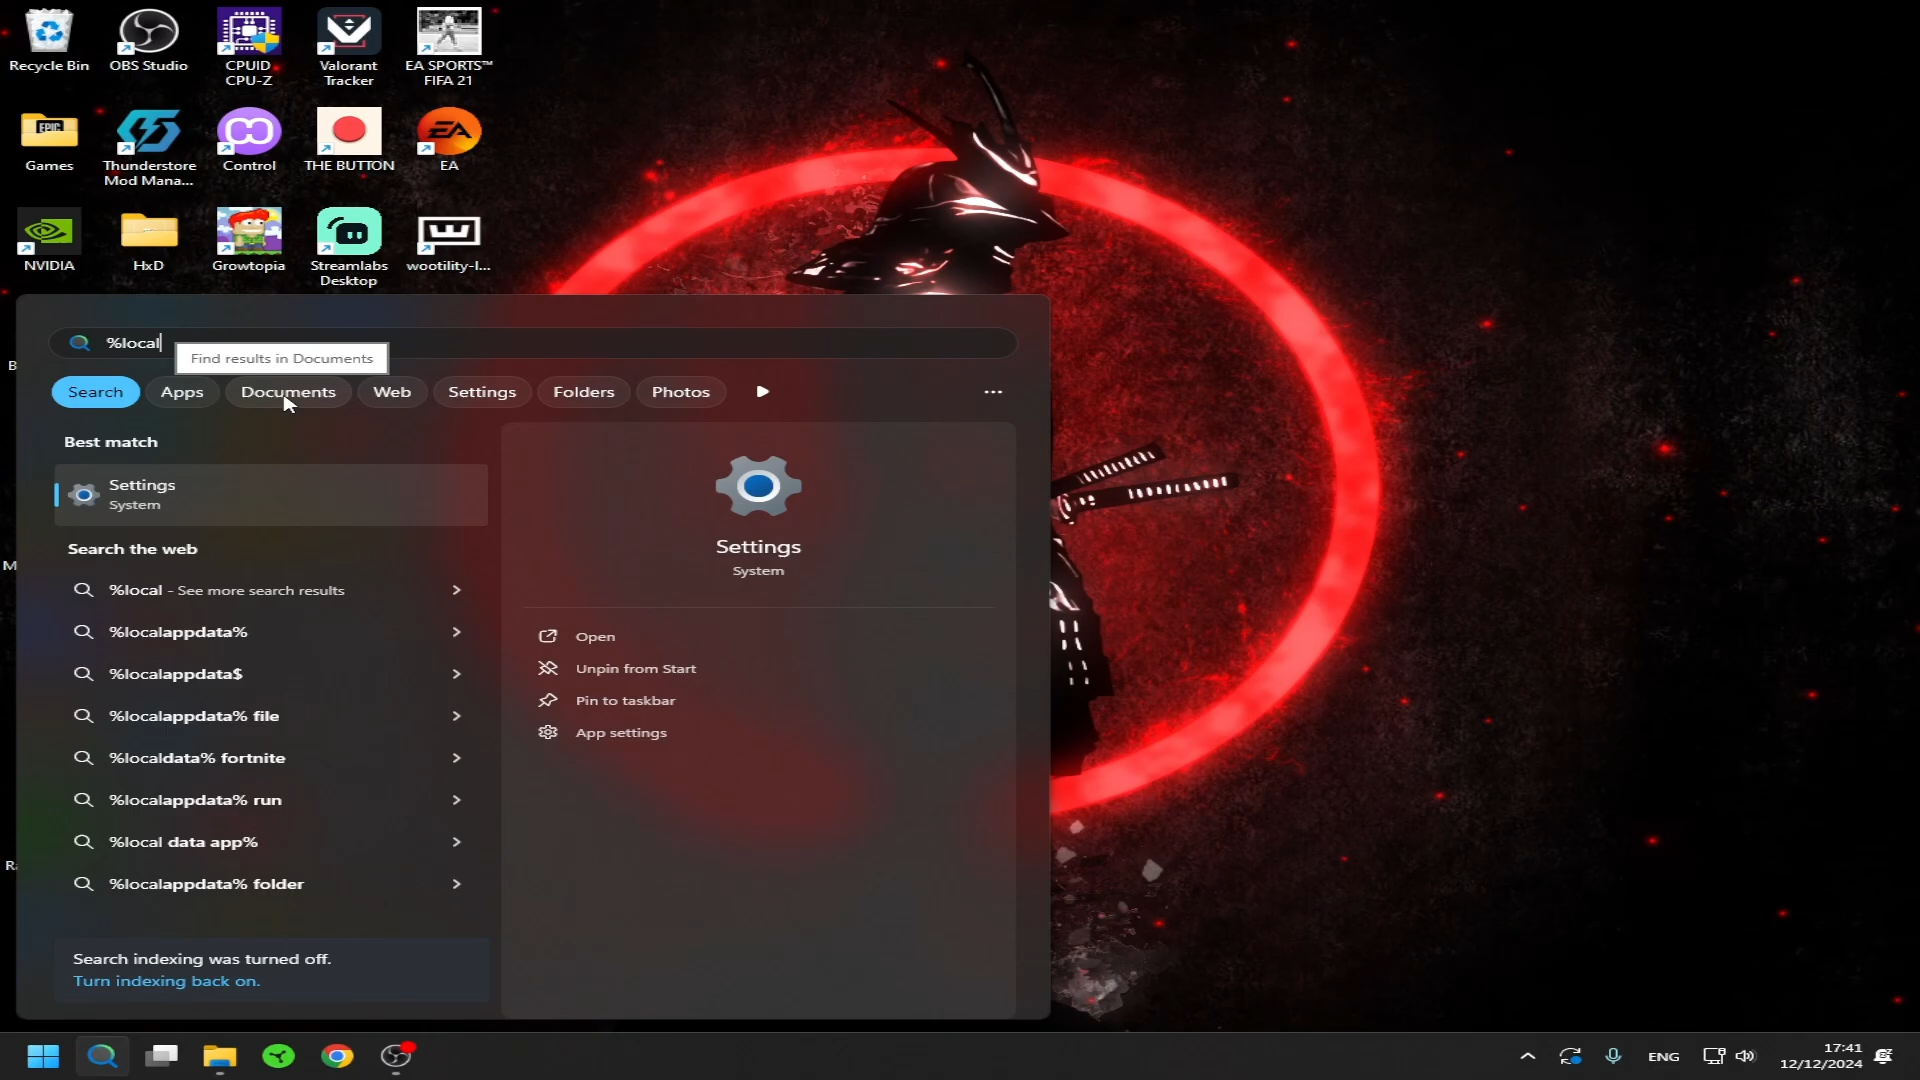 Recycle Bin
OBS Studio
CPUID
CPU-Z
Valorant
Tracker
EA SPORTS™
FIFA 21
EPIC
Games
Thunderstore
Mod Mana...
Control
THE BUTTON
EA
EA
NVIDIA
HxD
Growtopia
Streamlabs
Desktop
wootility-l...
%local
Find results in Documents
Search
Apps
Documents
Web
Settings
Folders
Photos
Best match
Settings
System
Search the web
%local - See more search results
%localappdata%
%localappdata$
%localappdata% file
%localdata% fortnite
%localappdata% run
%local data app%
%localappdata% folder
Search indexing was turned off.
Turn indexing back on.
Settings
System
Open
Unpin from Start
Pin to taskbar
App settings
B
M
ENG
17:41
12/12/2024